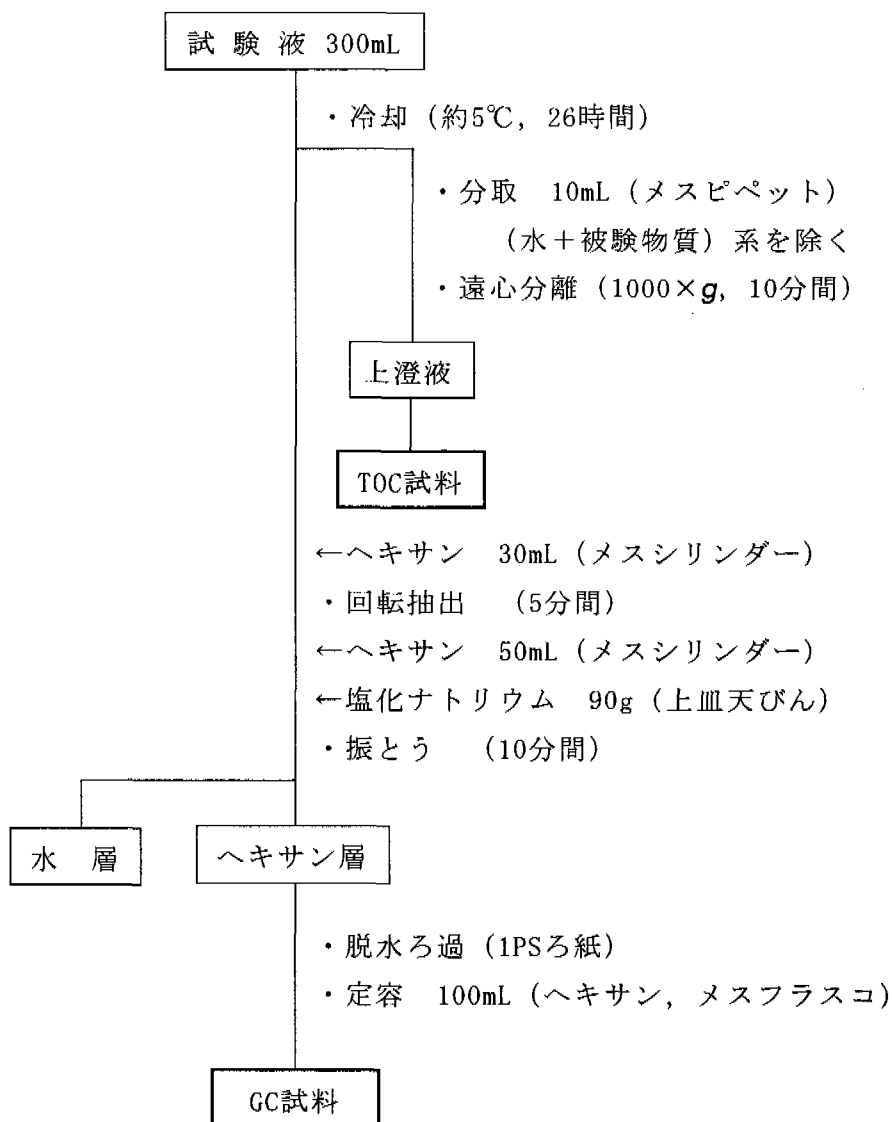 試験液 300mL
・冷却（約5℃，26時間）
・分取 10mL（メスピペット）
（水＋被験物質）系を除く
・遠心分離（1000×g，10分間）
上澄液
TOC試料
←ヘキサン 30mL（メスシリンダー）
・回転抽出 （5分間）
←ヘキサン 50mL（メスシリンダー）
←塩化ナトリウム 90g（上皿天びん）
・振とう （10分間）
水 層
ヘキサン層
・脱水ろ過（1PSろ紙）
・定容 100mL（ヘキサン，メスフラスコ）
GC試料